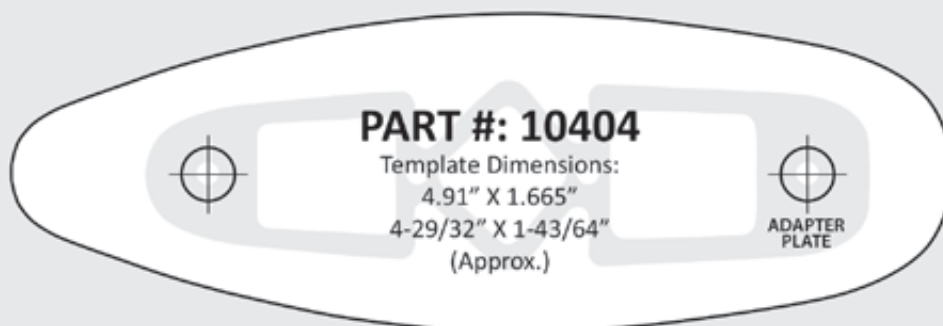 PART #: 10404
Template Dimensions:
4.91” X 1.665”
4-29/32” X 1-43/64”
(Approx.)
ADAPTER
PLATE